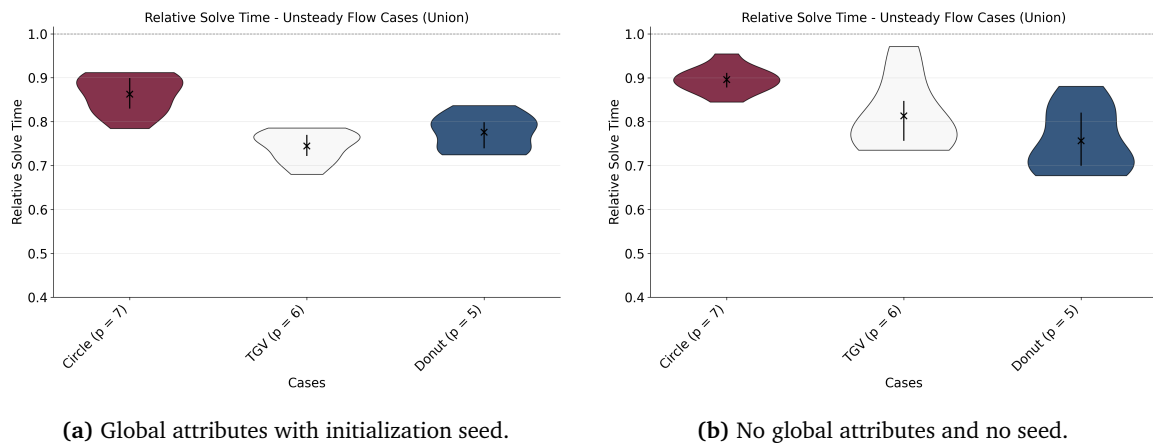 Relative Solve Time - Unsteady Flow Cases (Union)
Relative Solve Time
1.0
0.9
0.8
0.7
0.6
0.5
0.4
Circle (p = 7)
TGV (p = 6)
Donut (p = 5)
Cases
(a) Global attributes with initialization seed.
Relative Solve Time - Unsteady Flow Cases (Union)
Relative Solve Time
1.0
0.9
0.8
0.7
0.6
0.5
0.4
Circle (p = 7)
TGV (p = 6)
Donut (p = 5)
Cases
(b) No global attributes and no seed.